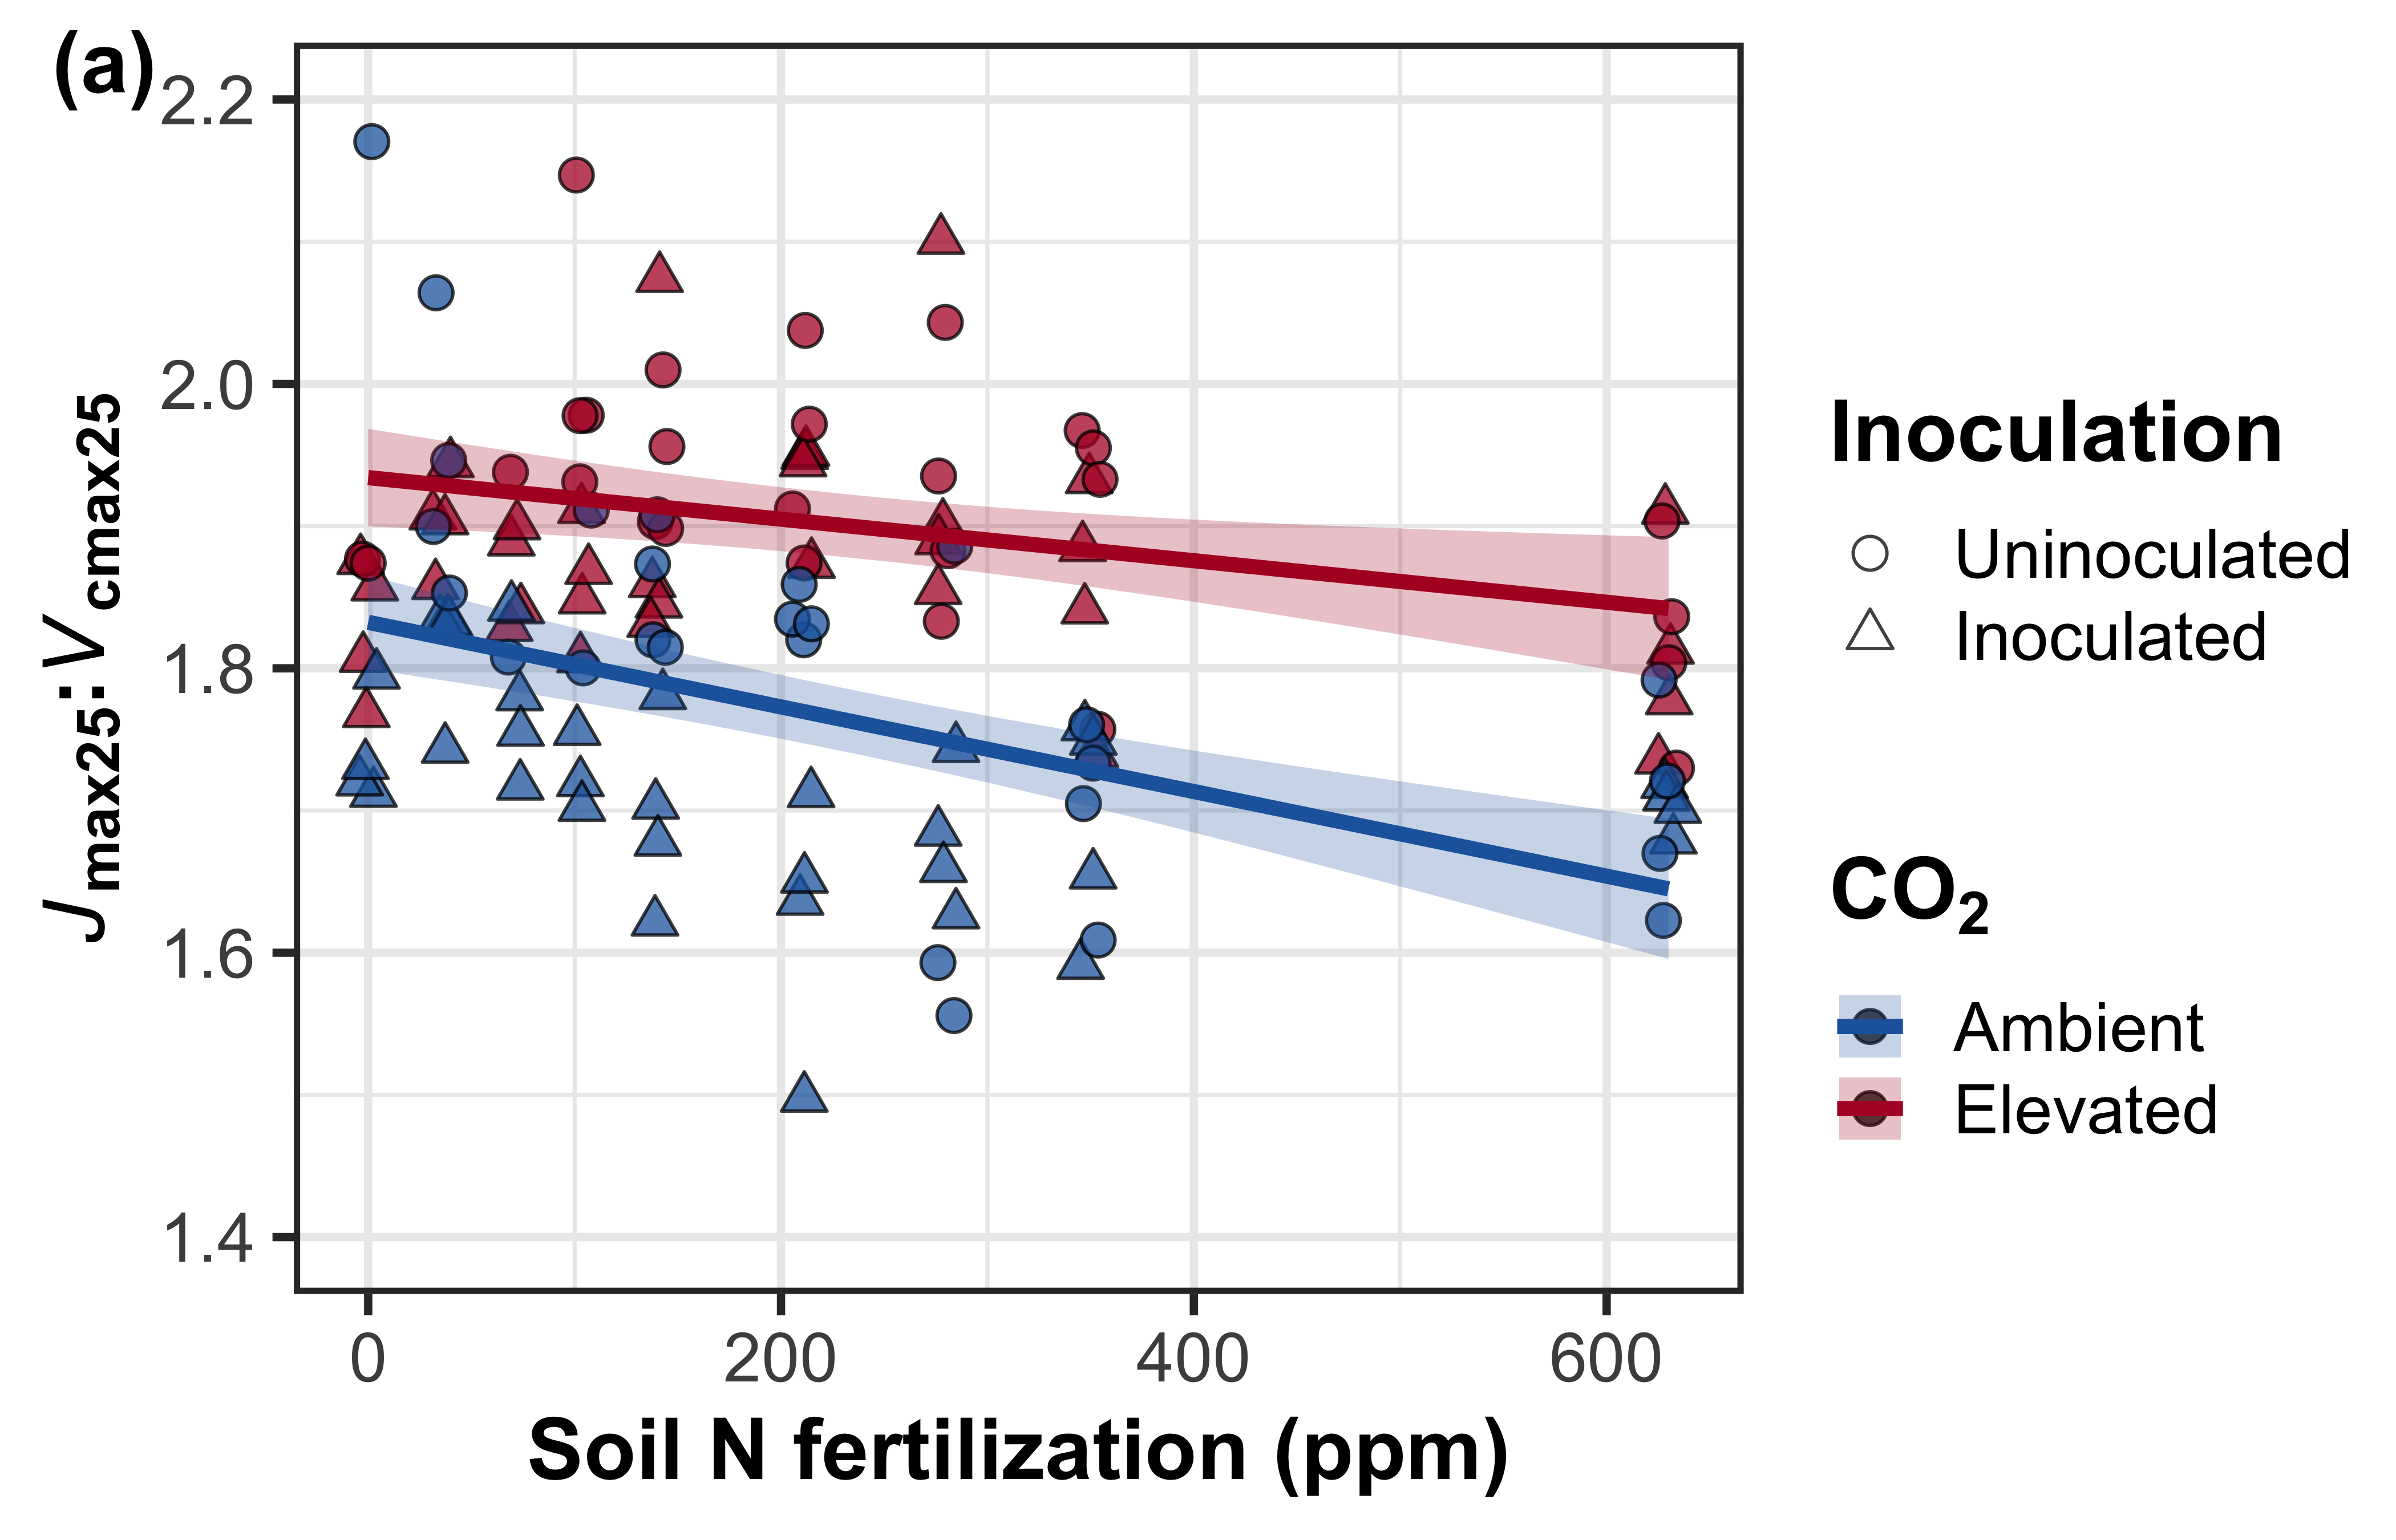 (a)
2.2
2.0
1.8
1.6
1.4
Jmax25:Vcmax25
0 200 400 600
Soil N fertilization (ppm)
Inoculation
Uninoculated
Inoculated
CO₂
Ambient
Elevated